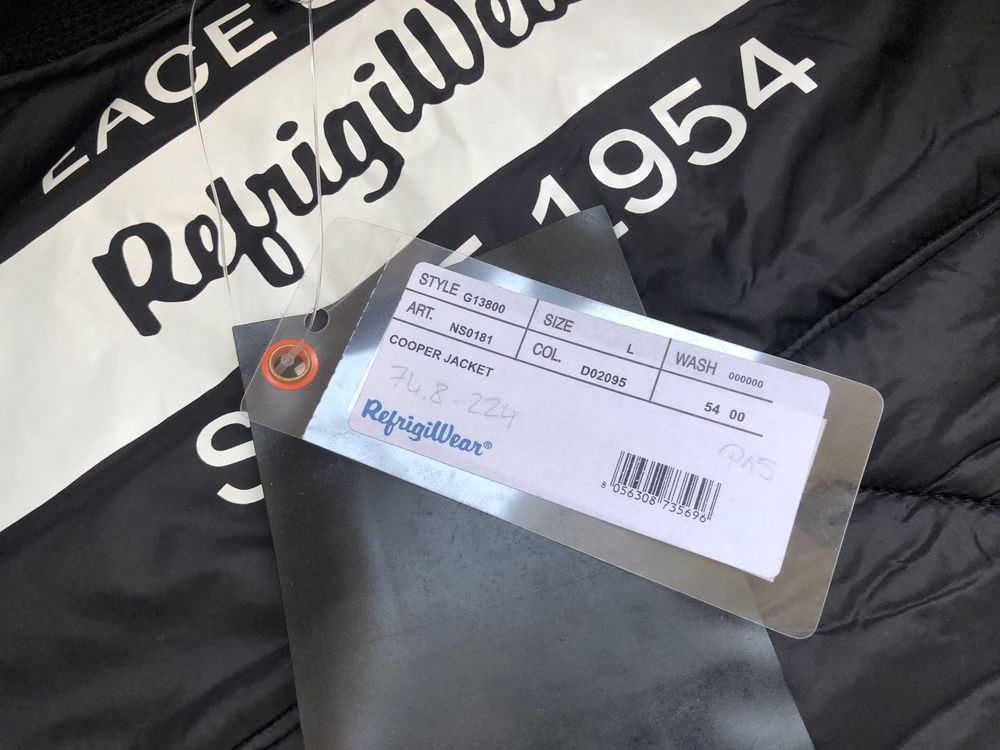 RefrigiWear
1954
STYLE G13800
SIZE L
WASH 000000
ART. NS0181
COL. D02095
54 00
COOPER JACKET
74.8-224
RefrigiWear®
8 056308 735696